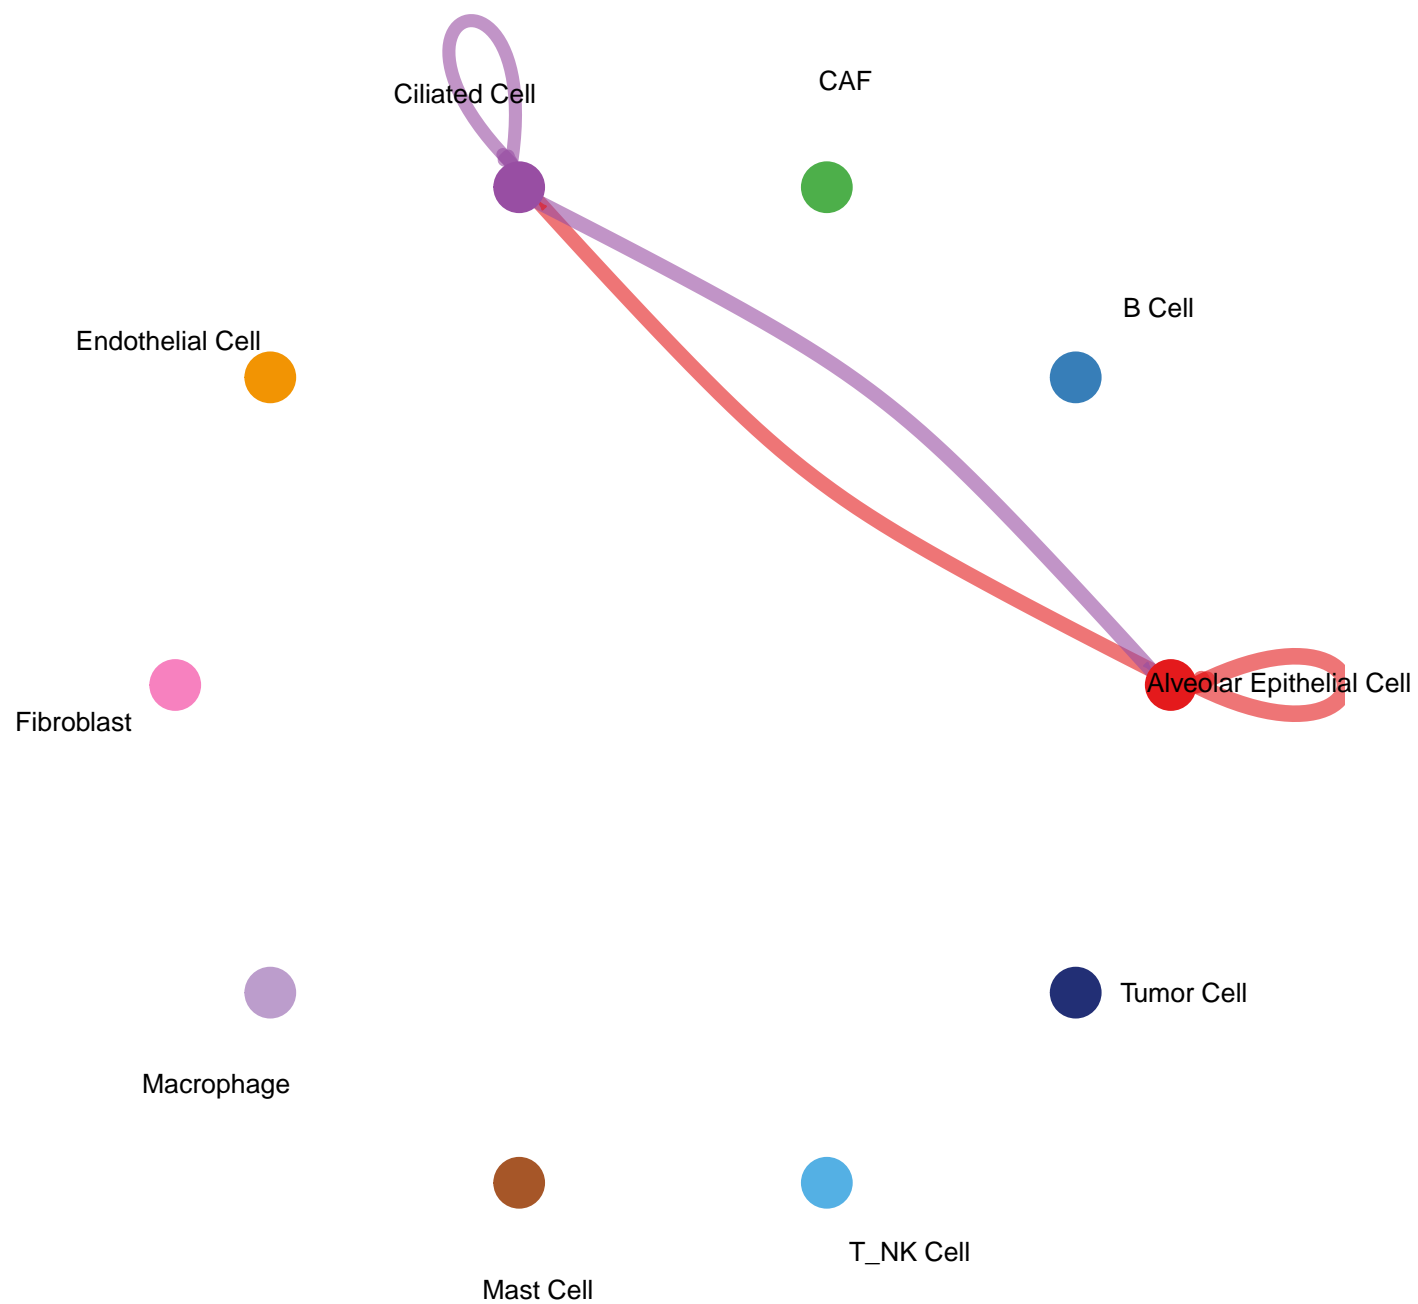 CAF
Ciliated Cell
B Cell
Endothelial Cell
Alveolar Epithelial Cell
Fibroblast
Tumor Cell
Macrophage
T_NK Cell
Mast Cell